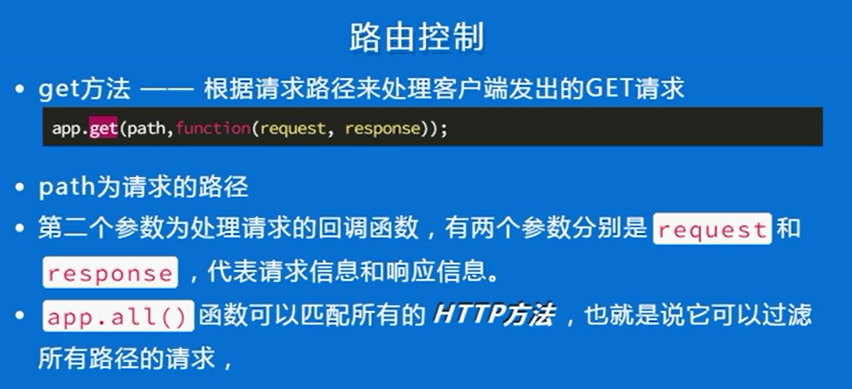 路由控制
• get方法 —— 根据请求路径来处理客户端发出的GET请求
app.get(path,function(request, response));
• path为请求的路径
• 第二个参数为处理请求的回调函数，有两个参数分别是 request 和
response ，代表请求信息和响应信息。
• app.all() 函数可以匹配所有的 HTTP方法 ，也就是说它可以过滤
所有路径的请求，